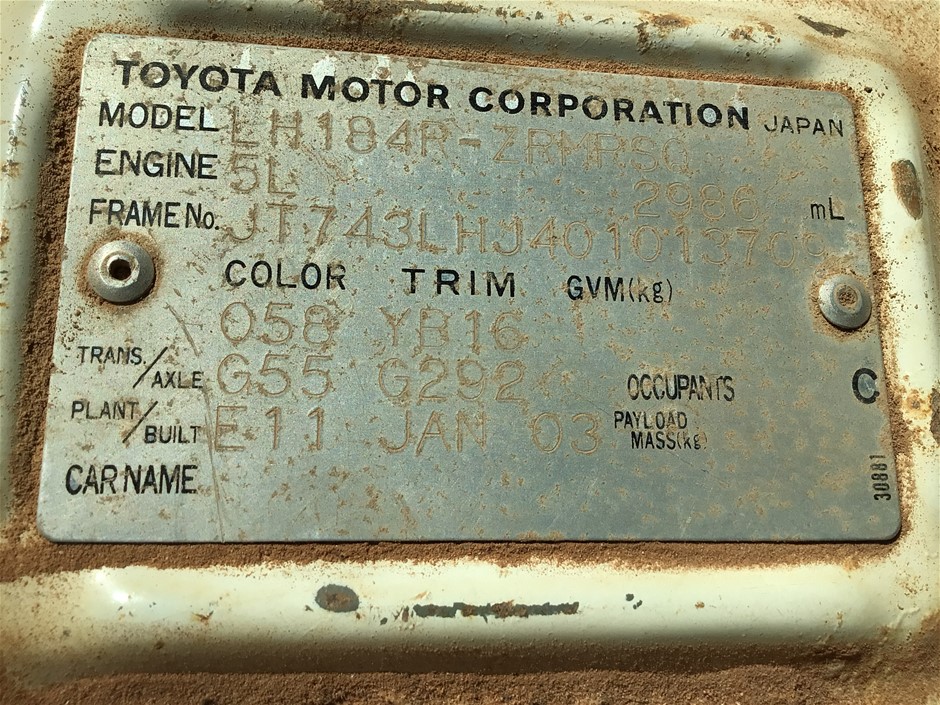 TOYOTA MOTOR CORPORATION JAPAN
MODEL LH184R-ZRMRSQ
ENGINE 5L 2986 mL
FRAME No. JT743LHJ401013709
COLOR TRIM GVM(kg)
058 YB16
TRANS./AXLE G55 G292 OCCUPANTS C
PLANT/BUILT E11 JAN 03 PAYLOAD MASS(kg)
CAR NAME
30881